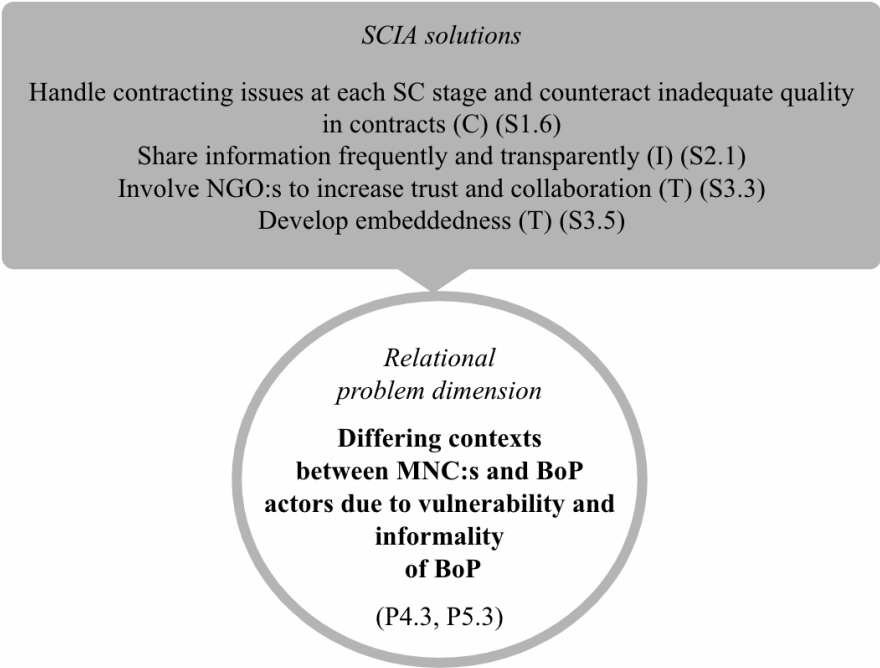 SCIA solutions
Handle contracting issues at each SC stage and counteract inadequate quality
in contracts (C) (S1.6)
Share information frequently and transparently (I) (S2.1)
Involve NGO:s to increase trust and collaboration (T) (S3.3)
Develop embeddedness (T) (S3.5)
Relational
problem dimension
Differing contexts
between MNC:s and BoP
actors due to vulnerability and
informality
of BoP
(P4.3, P5.3)